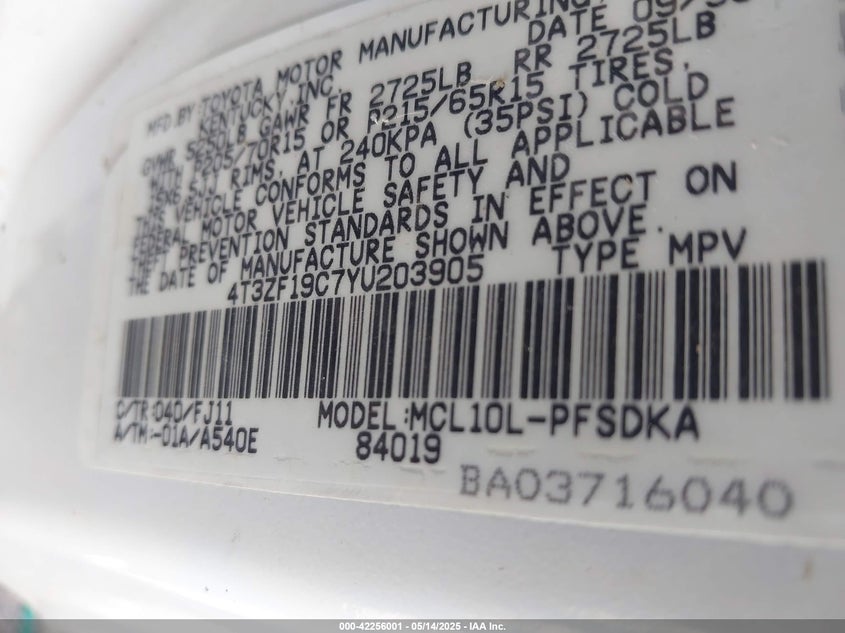 MFD.BY TOYOTA MOTOR MANUFACTURING,
KENTUCKY, INC. DATE 09/
GVWR 5250LB GAWR FR 2725LB RR 2725LB
WITH P205/70R15 OR P215/65R15 TIRES,
15X6.5JJ RIMS, AT 240KPA (35PSI) COLD
THIS VEHICLE CONFORMS TO ALL APPLICABLE
FEDERAL MOTOR VEHICLE SAFETY AND
THEFT PREVENTION STANDARDS IN EFFECT ON
THE DATE OF MANUFACTURE SHOWN ABOVE.
4T3ZF19C7YU203905 TYPE MPV
C/TR:040/FJ11 MODEL:MCL10L-PFSDKA
A/TM:-01A/A540E 84019
BA03716040
000-42256001 - 05/14/2025 - IAA Inc.